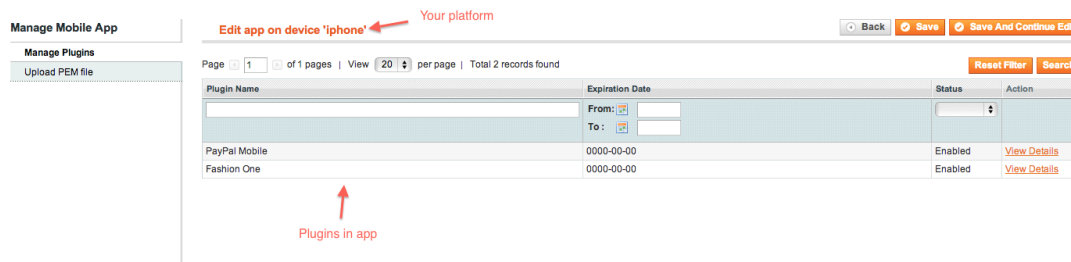 Your platform
Manage Mobile App
Edit app on device 'iphone'
Back Save Save And Continue Edi
Manage Plugins
Upload PEM file
Page 1 of 1 pages | View 20 per page | Total 2 records found
Reset Filter Search
Plugin Name Expiration Date Status Action
From:
To :
PayPal Mobile 0000-00-00 Enabled View Details
Fashion One 0000-00-00 Enabled View Details
Plugins in app